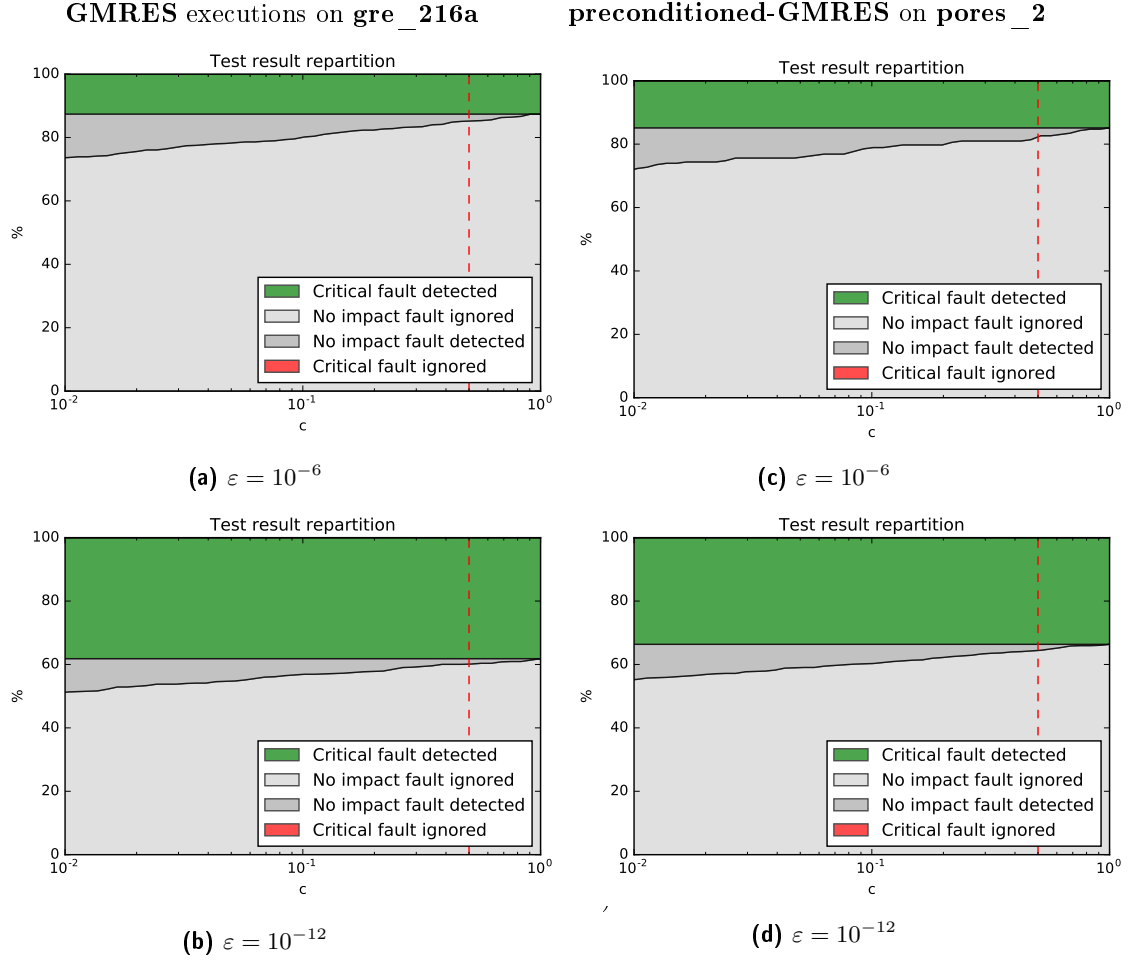 GMRES executions on gre_216a
Test result repartition
100
80
60
40
20
0
%
10⁻²
10⁻¹
10⁰
c
Critical fault detected
No impact fault ignored
No impact fault detected
Critical fault ignored
(a) ε = 10⁻⁶
Test result repartition
100
80
60
40
20
0
%
10⁻²
10⁻¹
10⁰
c
Critical fault detected
No impact fault ignored
No impact fault detected
Critical fault ignored
(b) ε = 10⁻¹²
preconditioned-GMRES on pores_2
Test result repartition
100
80
60
40
20
0
%
10⁻²
10⁻¹
10⁰
c
Critical fault detected
No impact fault ignored
No impact fault detected
Critical fault ignored
(c) ε = 10⁻⁶
Test result repartition
100
80
60
40
20
0
%
10⁻²
10⁻¹
10⁰
c
Critical fault detected
No impact fault ignored
No impact fault detected
Critical fault ignored
,
(d) ε = 10⁻¹²